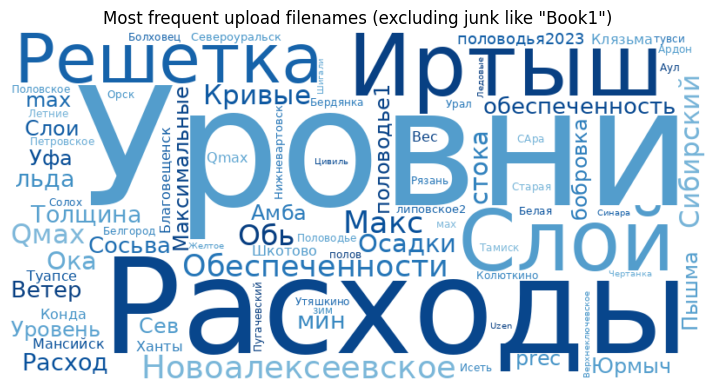 Most frequent upload filenames (excluding junk like "Book1")
Болховец
Североуральск
половодья2023
Клязьма
тувси
Решетка
Иртыш
Ардон
Шигали
Ледовые
Аул
Половское
Орск
Кривые
Бердянка
Урал
обеспеченность
max
Летние
Слои
Петровское
Уровни
Максимальные
Благовещенск
Нижневартовск
половодье1
Вес
САра
стока
бобровка
Сибирский
Уфа
Qmax
Цивиль
льда
Рязань
Старая
Солох
Толщина
Амба
Макс
липовское2
Белая
Синара
Qmax
Белгород
Сосьва
Желтое
Обь
Половодье
Осадки
мах
Слой
Тамиск
Ока
Шкотово
полов
Туапсе
Обеспеченности
Колюткино
Чертанка
Ветер
Расходы
Пышма
Пугачевский
Утяшкино
зим
Конда
Уровень
Сев
мин
Uzen
Верхнеключевское
Мансийск
Ханты
Расход
Новоалексеевское
Исеть
prec
Юрмыч